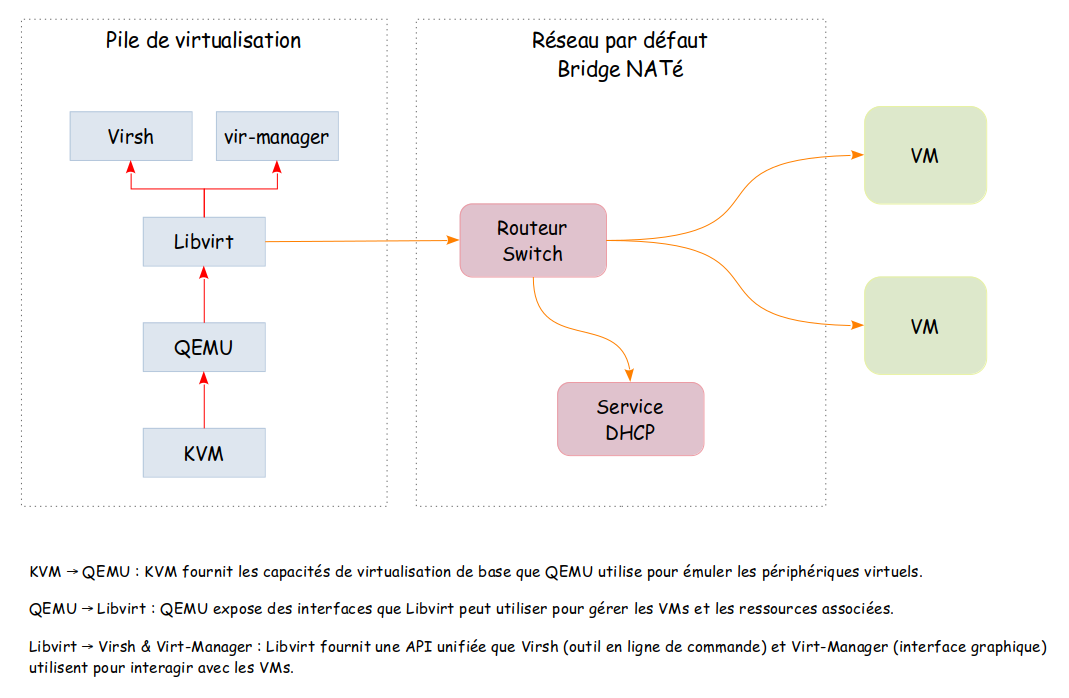 Pile de virtualisation
Réseau par défaut
Bridge NATé
Virsh
vir-manager
VM
Libvirt
Routeur
Switch
QEMU
VM
Service
DHCP
KVM
KVM → QEMU : KVM fournit les capacités de virtualisation de base que QEMU utilise pour émuler les périphériques virtuels.
QEMU → Libvirt : QEMU expose des interfaces que Libvirt peut utiliser pour gérer les VMs et les ressources associées.
Libvirt → Virsh & Virt-Manager : Libvirt fournit une API unifiée que Virsh (outil en ligne de commande) et Virt-Manager (interface graphique)
utilisent pour interagir avec les VMs.